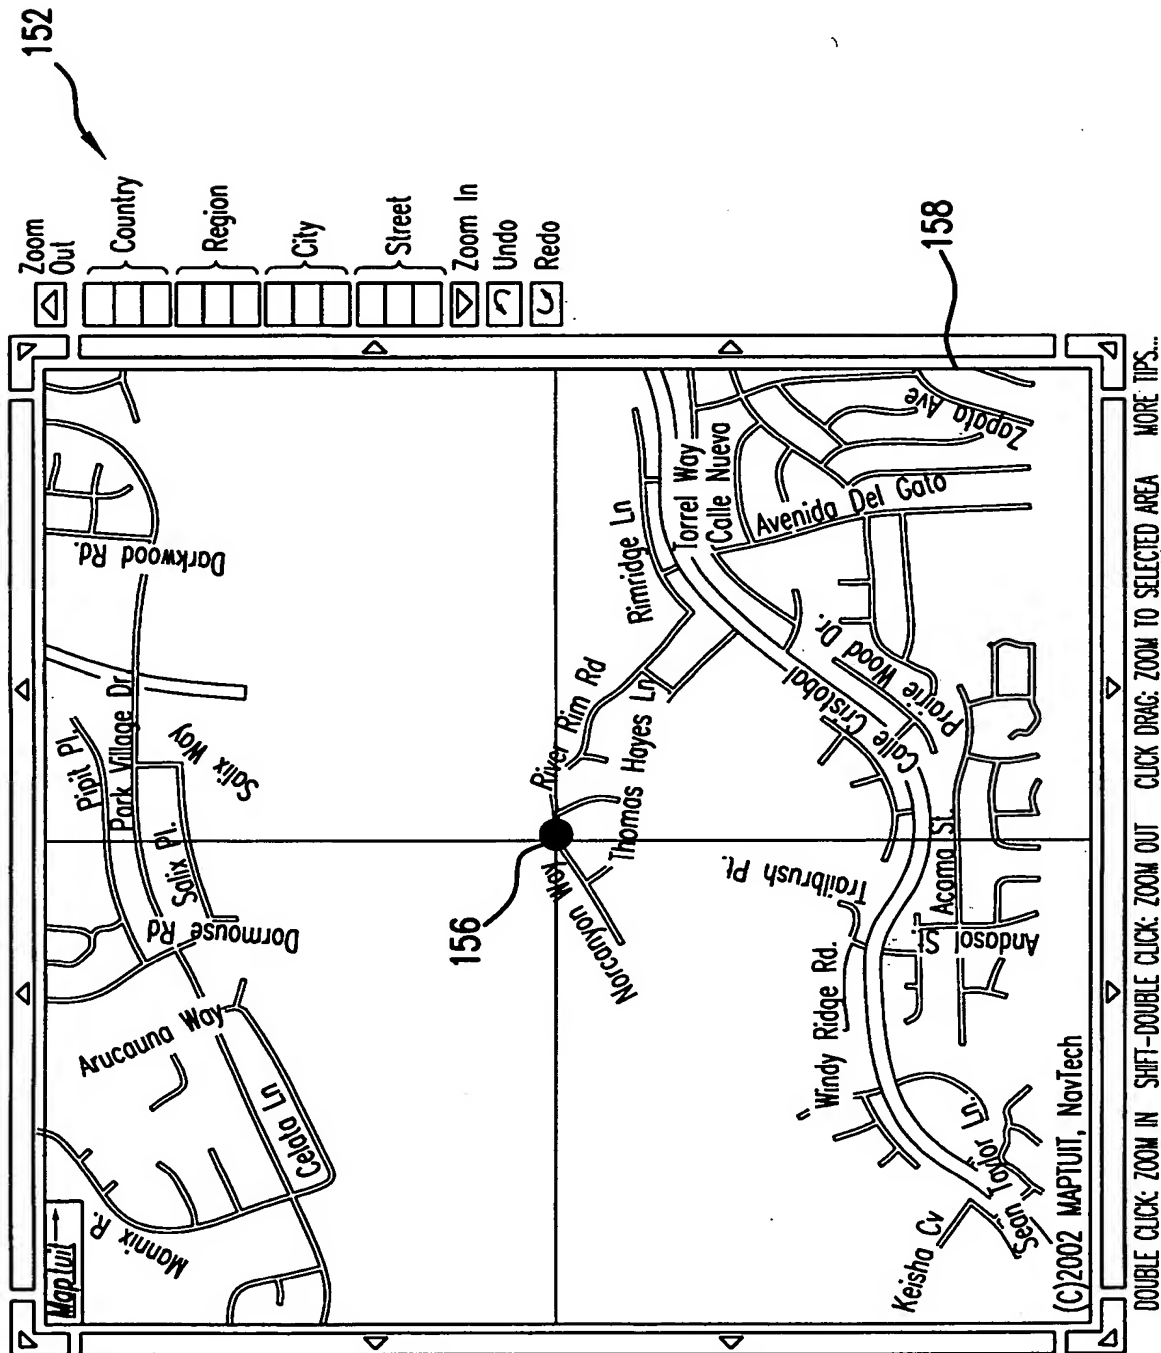 152
Zoom Out
Country
Region
City
Street
Zoom In
Undo
Redo
158
156
Maptuit
Mannix R.
Arucauna Way
Celata Ln
Dormouse Rd
Salix Pl.
Salix Way
Pipit Pl.
Park Village Dr
Darkwood Rd.
Norcanyon Way
River Rim Rd
Thomas Hayes Ln
Rimridge Ln
Torrel Way
Calle Nueva
Avenida Del Gato
Zapata Ave
Prairie Wood Dr.
Calle Cristobal
Trailbrush Pl.
Windy Ridge Rd.
Acama St.
Andasol St.
Keisha Cv
Sean Taylor Ln.
(C)2002 MAPTUIT, NavTech
DOUBLE CLICK: ZOOM IN SHIFT-DOUBLE CLICK: ZOOM OUT CLICK DRAG: ZOOM TO SELECTED AREA MORE TIPS...